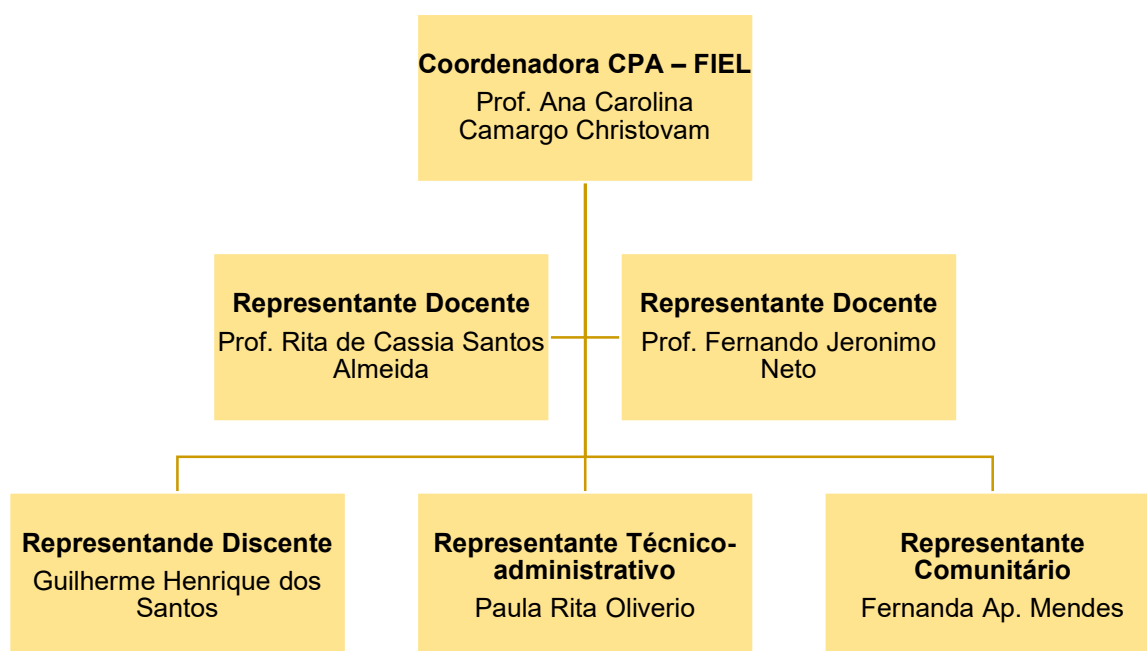 Coordenadora CPA – FIEL
Prof. Ana Carolina
Camargo Christovam
Representante Docente
Prof. Rita de Cassia Santos
Almeida
Representante Docente
Prof. Fernando Jeronimo
Neto
Representande Discente
Guilherme Henrique dos
Santos
Representante Técnico-
administrativo
Paula Rita Oliverio
Representante
Comunitário
Fernanda Ap. Mendes